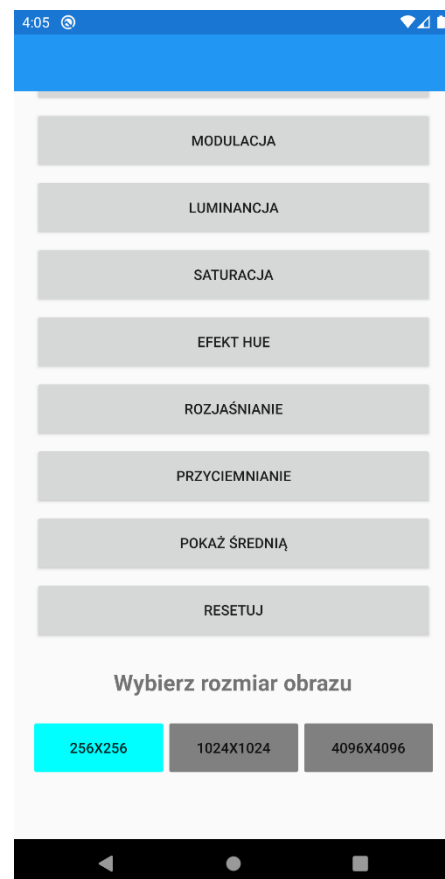 4:05
MODULACJA
LUMINANCJA
SATURACJA
EFEKT HUE
ROZJAŚNIANIE
PRZYCIEMNIANIE
POKAŻ ŚREDNIĄ
RESETUJ
Wybierz rozmiar obrazu
256X256 1024X1024 4096X4096